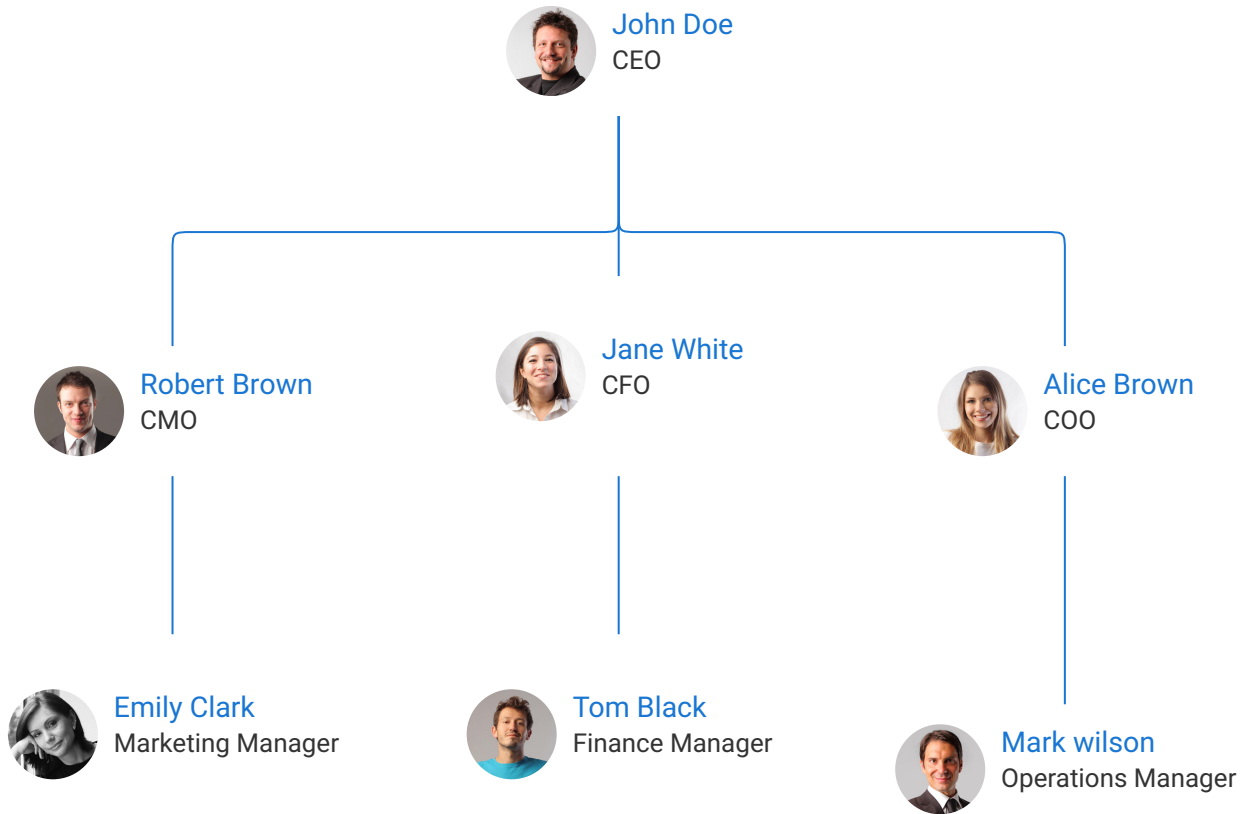 John Doe
CEO
Robert Brown
CMO
Jane White
CFO
Alice Brown
COO
Emily Clark
Marketing Manager
Tom Black
Finance Manager
Mark wilson
Operations Manager